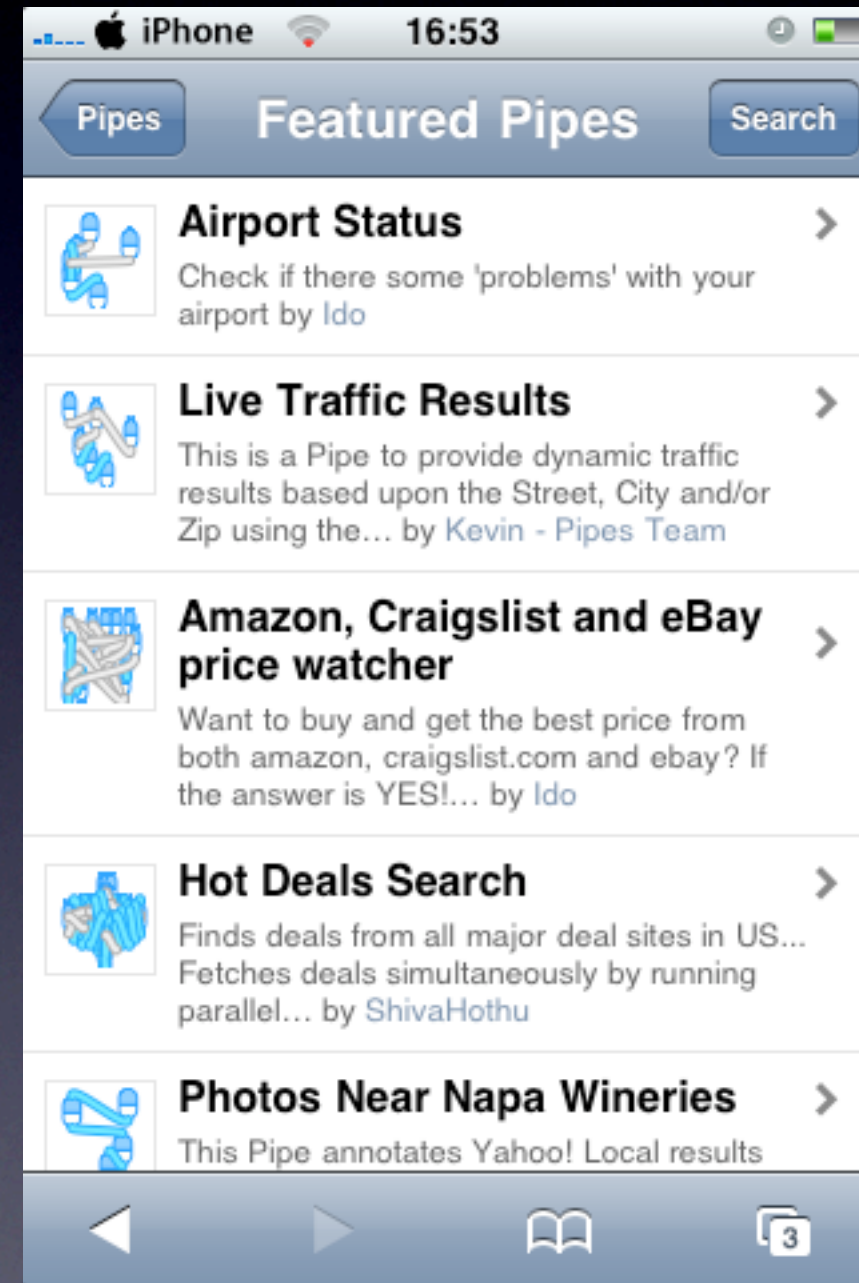 iPhone 16:53
Pipes Featured Pipes Search
Airport Status
Check if there some 'problems' with your
airport by Ido
Live Traffic Results
This is a Pipe to provide dynamic traffic
results based upon the Street, City and/or
Zip using the... by Kevin - Pipes Team
Amazon, Craigslist and eBay
price watcher
Want to buy and get the best price from
both amazon, craigslist.com and ebay? If
the answer is YES!... by Ido
Hot Deals Search
Finds deals from all major deal sites in US...
Fetches deals simultaneously by running
parallel... by ShivaHothu
Photos Near Napa Wineries
This Pipe annotates Yahoo! Local results
3